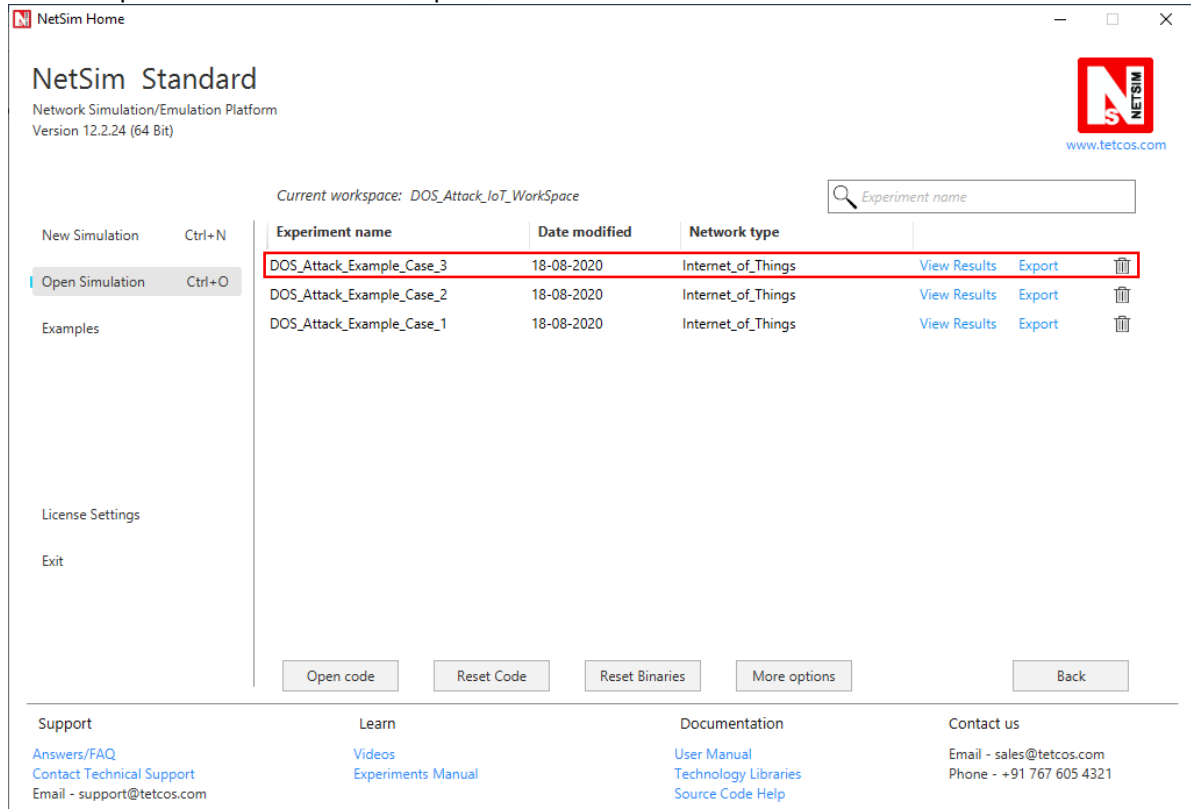 NetSim Home
NetSim Standard
Network Simulation/Emulation Platform
Version 12.2.24 (64 Bit)
NS NETSIM
www.tetcos.com
Current workspace: DOS_Attack_IoT_WorkSpace
Experiment name
New Simulation Ctrl+N
Open Simulation Ctrl+O
Examples
License Settings
Exit
Experiment name Date modified Network type
DOS_Attack_Example_Case_3 18-08-2020 Internet_of_Things View Results Export
DOS_Attack_Example_Case_2 18-08-2020 Internet_of_Things View Results Export
DOS_Attack_Example_Case_1 18-08-2020 Internet_of_Things View Results Export
Open code Reset Code Reset Binaries More options Back
Support
Answers/FAQ
Contact Technical Support
Email - support@tetcos.com
Learn
Videos
Experiments Manual
Documentation
User Manual
Technology Libraries
Source Code Help
Contact us
Email - sales@tetcos.com
Phone - +91 767 605 4321